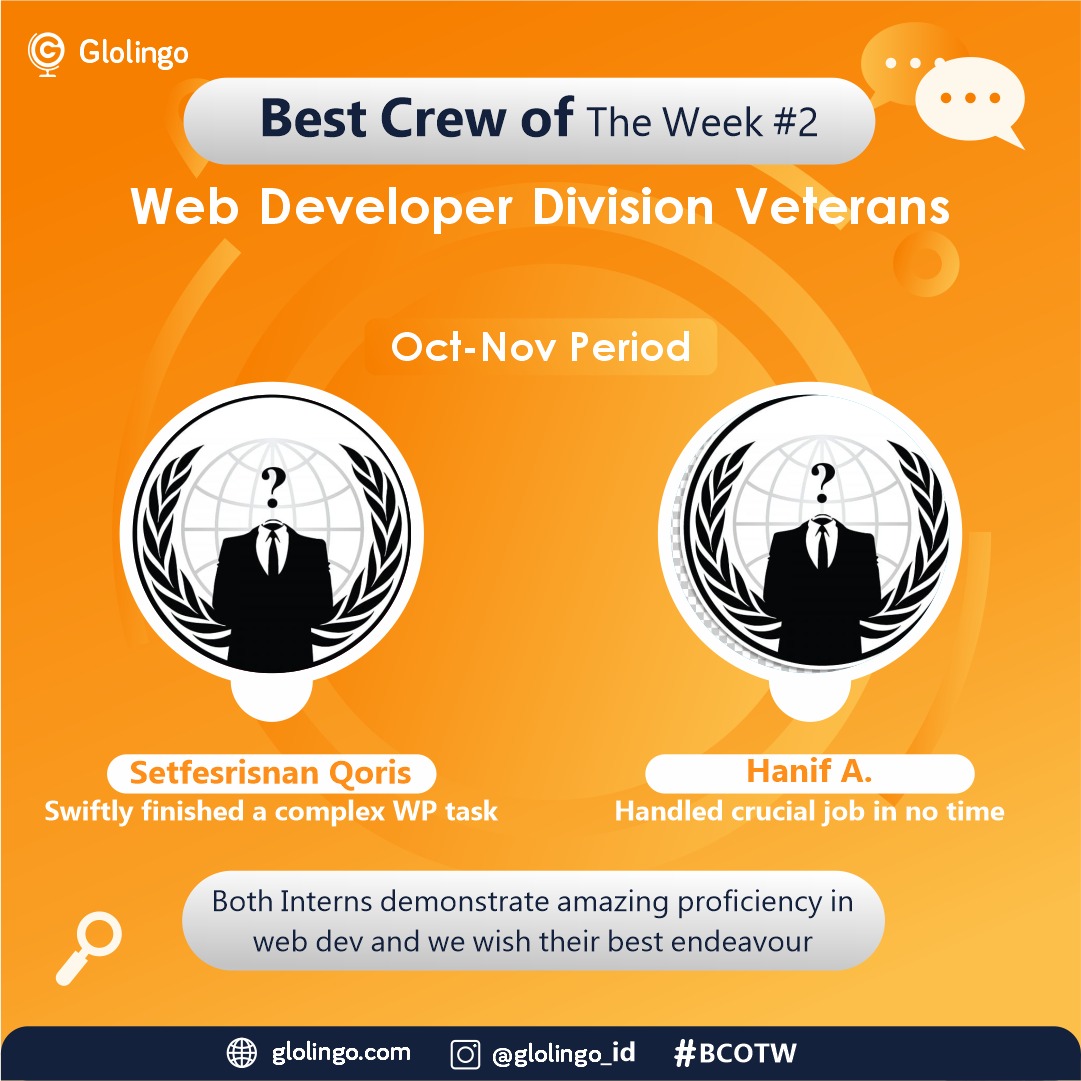 Glolingo
Best Crew of The Week #2
Web Developer Division Veterans
Oct-Nov Period
?
?
Setfesrisnan Qoris
Hanif A.
Swiftly finished a complex WP task
Handled crucial job in no time
Both Interns demonstrate amazing proficiency in
web dev and we wish their best endeavour
glolingo.com @glolingo_id #BCOTW